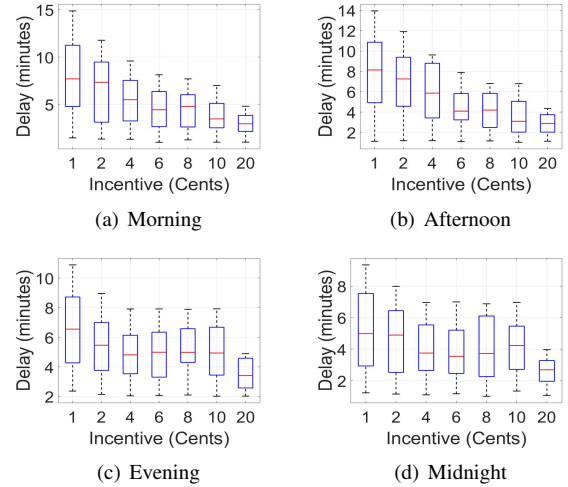 Delay (minutes)
15
10
5
1 2 4 6 8 10 20
Incentive (Cents)
(a) Morning
Delay (minutes)
14
12
10
8
6
4
2
1 2 4 6 8 10 20
Incentive (Cents)
(b) Afternoon
Delay (minutes)
10
8
6
4
2
1 2 4 6 8 10 20
Incentive (Cents)
(c) Evening
Delay (minutes)
8
6
4
2
1 2 4 6 8 10 20
Incentive (Cents)
(d) Midnight